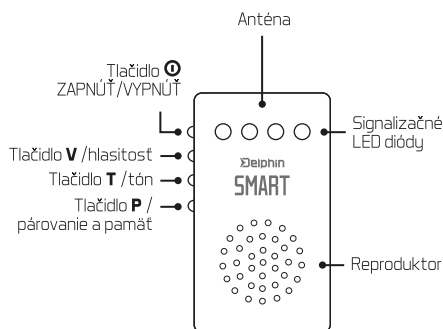 Anténa
Tlačidlo ⏼
ZAPNÚŤ/VYPNÚŤ
Signalizačné
LED diódy
Tlačidlo V /hlasitosť
Tlačidlo T /tón
Tlačidlo P /
párovanie a pamäť
Delphin
SMART
Reproduktor